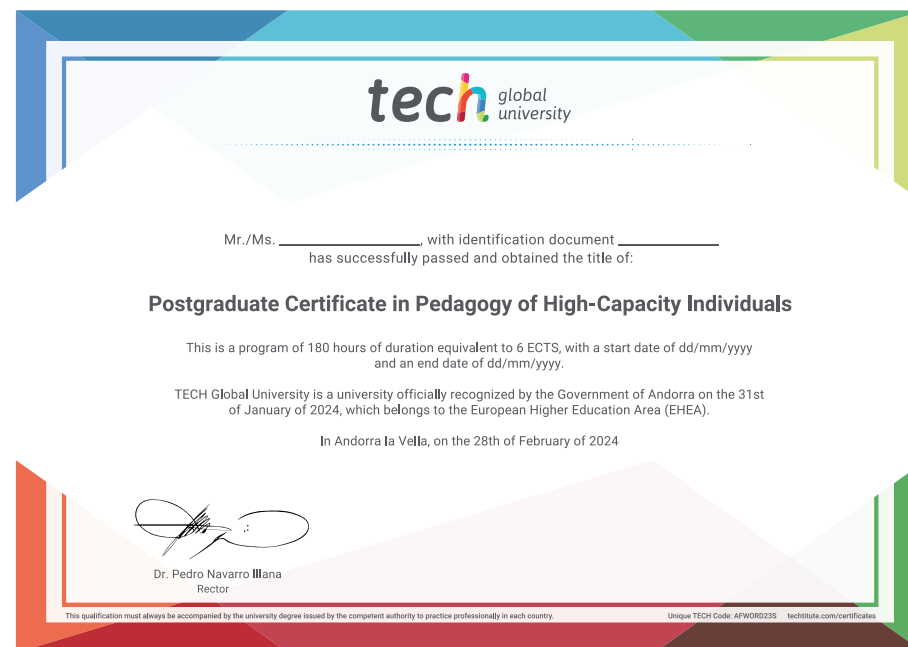 tech global university
Mr./Ms. ____________________, with identification document ______________
has successfully passed and obtained the title of:
Postgraduate Certificate in Pedagogy of High-Capacity Individuals
This is a program of 180 hours of duration equivalent to 6 ECTS, with a start date of dd/mm/yyyy
and an end date of dd/mm/yyyy.
TECH Global University is a university officially recognized by the Government of Andorra on the 31st
of January of 2024, which belongs to the European Higher Education Area (EHEA).
In Andorra la Vella, on the 28th of February of 2024
Dr. Pedro Navarro Illana
Rector
This qualification must always be accompanied by the university degree issued by the competent authority to practice professionally in each country.
Unique TECH Code: AFWORD23S techtitute.com/certificates